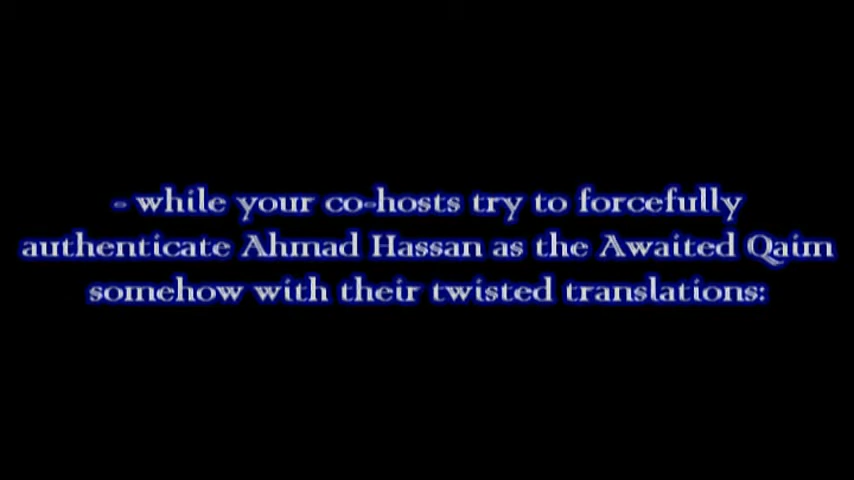 - while your co-hosts try to forcefully
authenticate Ahmad Hassan as the Awaited Qaim
somehow with their twisted translations: